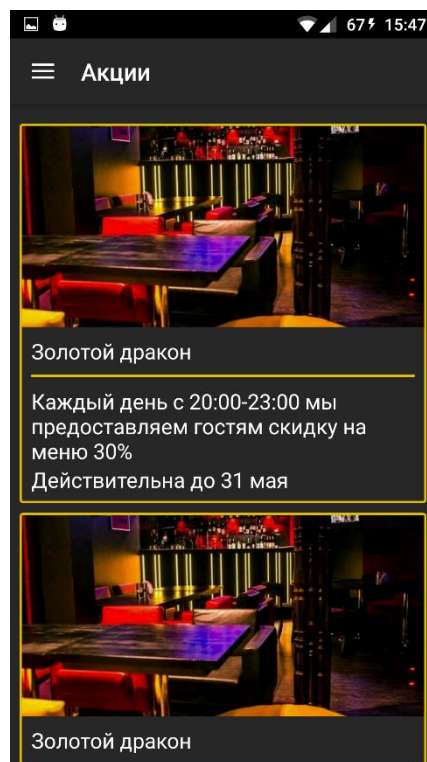 67 15:47
Акции
Золотой дракон
Каждый день с 20:00-23:00 мы
предоставляем гостям скидку на
меню 30%
Действительна до 31 мая
Золотой дракон